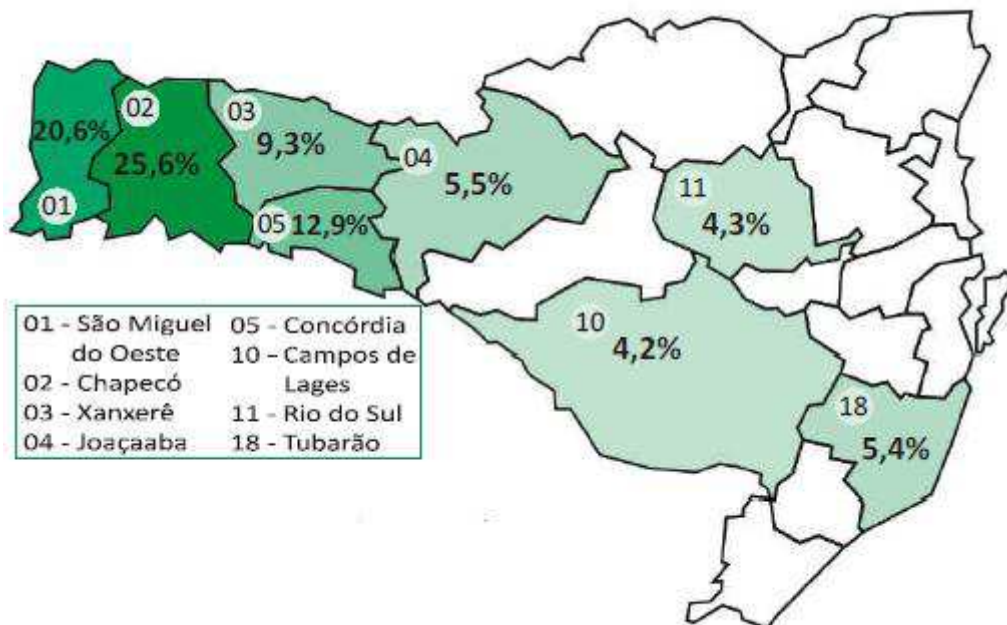 02
03
20,6%
9,3%
04
25,6%
5,5%
11
01
05
12,9%
4,3%
10
4,2%
18
5,4%
01 - São Miguel
do Oeste
02 - Chapecó
03 - Xanxerê
04 - Joaçaaba
05 - Concórdia
10 - Campos de
Lages
11 - Rio do Sul
18 - Tubarão